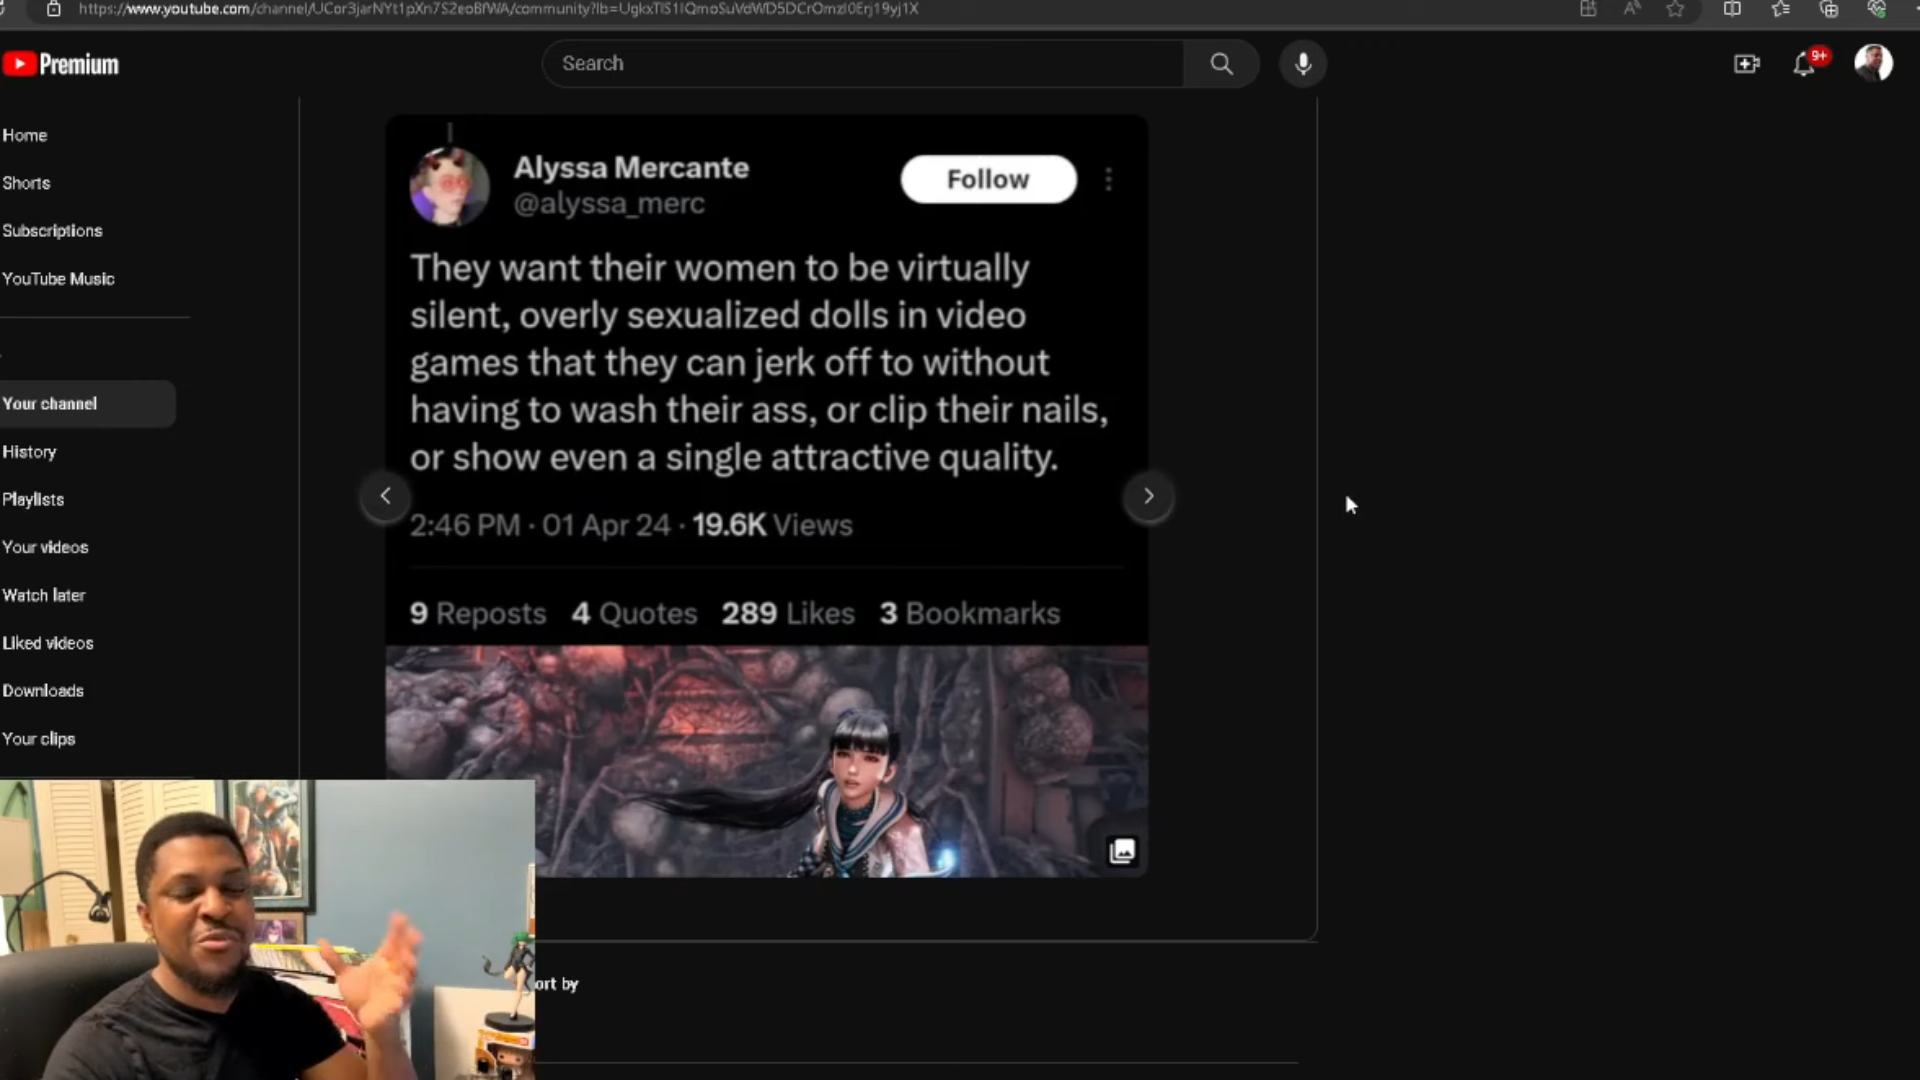 https://www.youtube.com/channel/UCor3jarNYt1pXn7S2eoBfWA/community?lb=UgkxTlS1IQmoSuVdWD5DCrOmzI0Erj19yj1X
Premium
Search
9+
Home
Shorts
Subscriptions
YouTube Music
Your channel
History
Playlists
Your videos
Watch later
Liked videos
Downloads
Your clips
Alyssa Mercante
@alyssa_merc
Follow
They want their women to be virtually
silent, overly sexualized dolls in video
games that they can jerk off to without
having to wash their ass, or clip their nails,
or show even a single attractive quality.
2:46 PM · 01 Apr 24 · 19.6K Views
9 Reposts 4 Quotes 289 Likes 3 Bookmarks
ort by